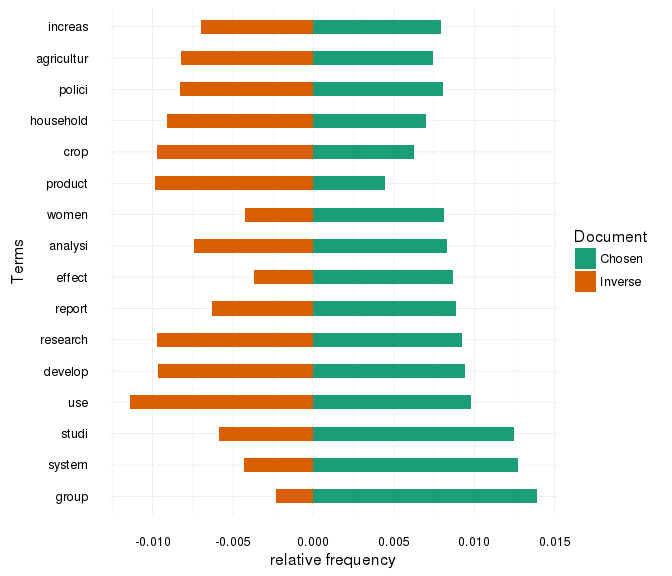 increas
agricultur
polici
household
crop
product
women
analysi
effect
report
research
develop
use
studi
system
group
Terms
-0.010 -0.005 0.000 0.005 0.010 0.015
relative frequency
Document
Chosen
Inverse